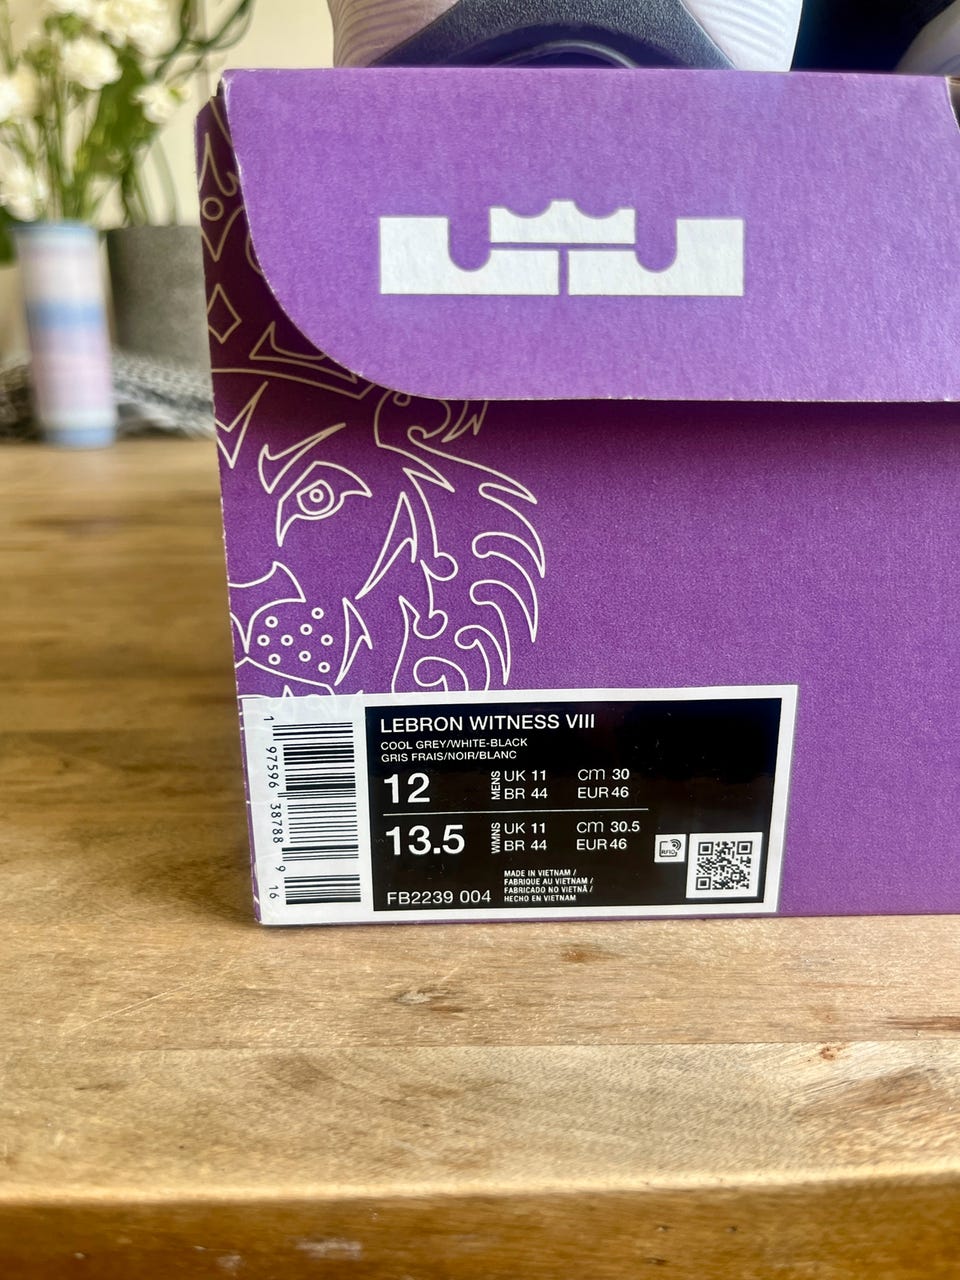 LEBRON WITNESS VIII
COOL GREY/WHITE-BLACK
GRIS FRAIS/NOIR/BLANC
12 MENS UK 11 cm 30
BR 44 EUR 46
13.5 WMNS UK 11 cm 30.5
BR 44 EUR 46
RFID
FB2239 004
MADE IN VIETNAM /
FABRIQUE AU VIETNAM /
FABRICADO NO VIETNÃ /
HECHO EN VIETNAM
1 97596 38788 9 16